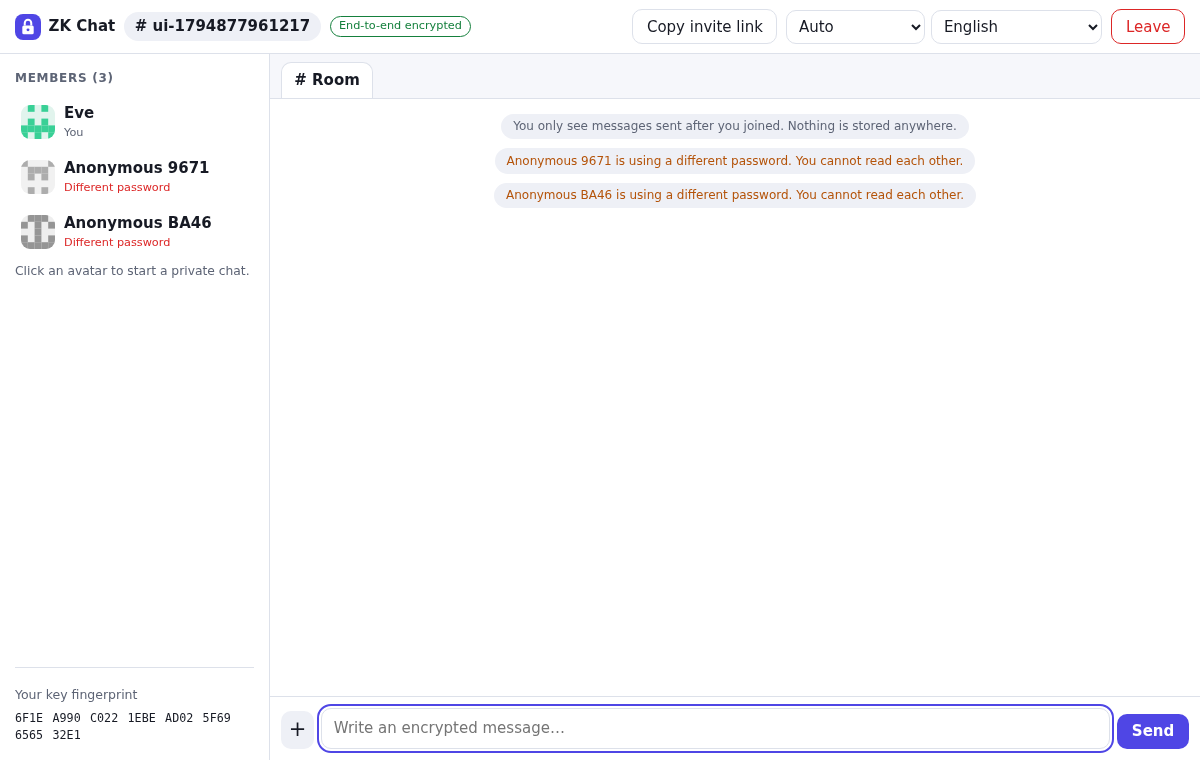 ZK Chat
# ui-1794877961217
End-to-end encrypted
Copy invite link
Auto
English
Leave
MEMBERS (3)
Eve
You
Anonymous 9671
Different password
Anonymous BA46
Different password
Click an avatar to start a private chat.
Your key fingerprint
6F1E A990 C022 1EBE AD02 5F69
6565 32E1
# Room
You only see messages sent after you joined. Nothing is stored anywhere.
Anonymous 9671 is using a different password. You cannot read each other.
Anonymous BA46 is using a different password. You cannot read each other.
+
Write an encrypted message…
Send